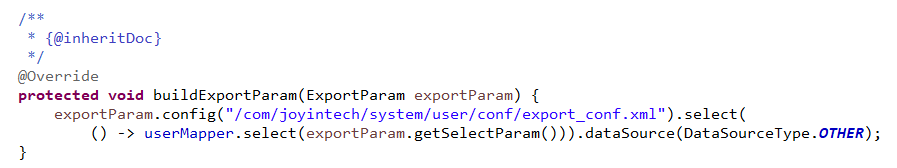 /**
 * {@inheritDoc}
 */
@Override
protected void buildExportParam(ExportParam exportParam) {
    exportParam.config("/com/joyintech/system/user/conf/export_conf.xml").select(
            () -> userMapper.select(exportParam.getSelectParam())).dataSource(DataSourceType.OTHER);
}